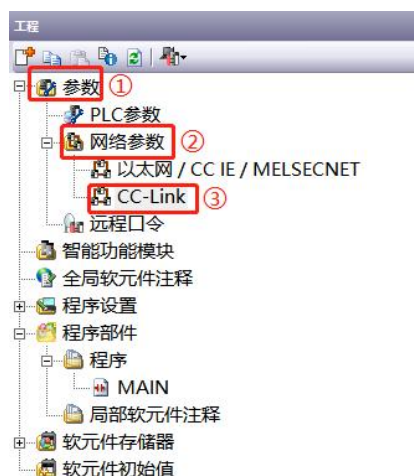 工程
参数 ①
PLC参数
网络参数 ②
以太网 / CC IE / MELSECNET
CC-Link ③
远程口令
智能功能模块
全局软元件注释
程序设置
程序部件
程序
MAIN
局部软元件注释
软元件存储器
软元件初始值